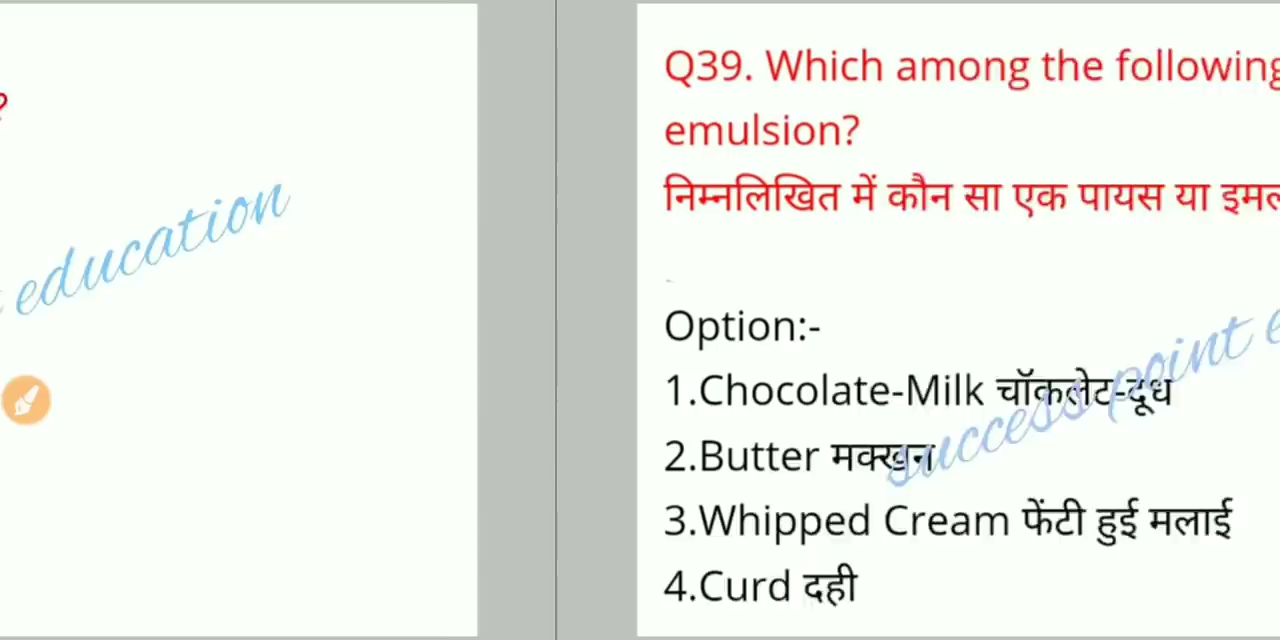 ?
education
Q39. Which among the following
emulsion?
निम्नलिखित में कौन सा एक पायस या
Option:-
1.Chocolate-Milk चॉकलेट-दूध
2.Butter मक्खन
3.Whipped Cream फेंटी हुई मलाई
4.Curd दही
success point